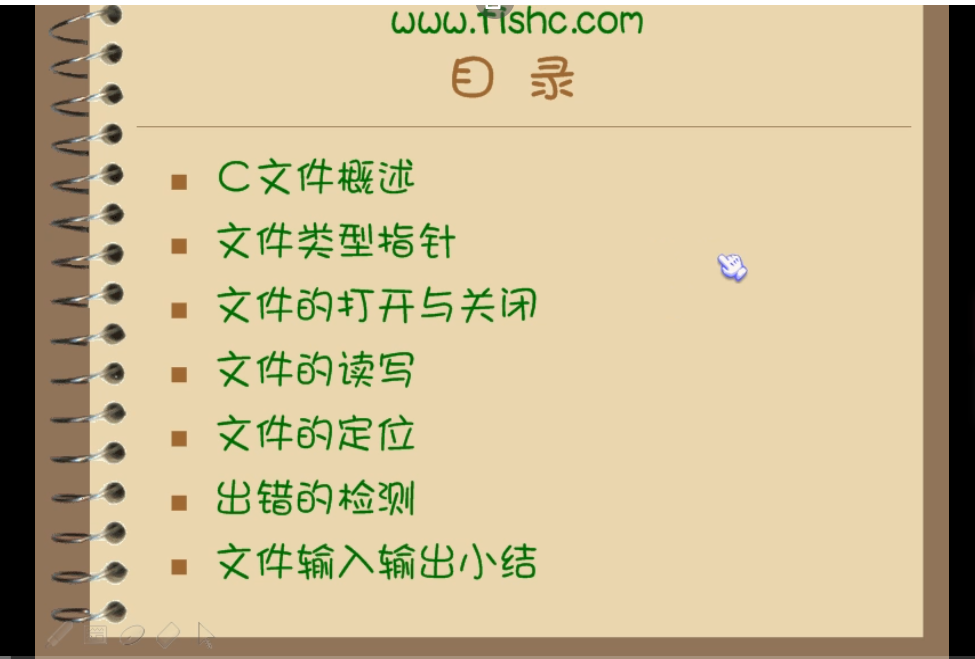 www.fishc.com
目 录
C文件概述
文件类型指针
文件的打开与关闭
文件的读写
文件的定位
出错的检测
文件输入输出小结